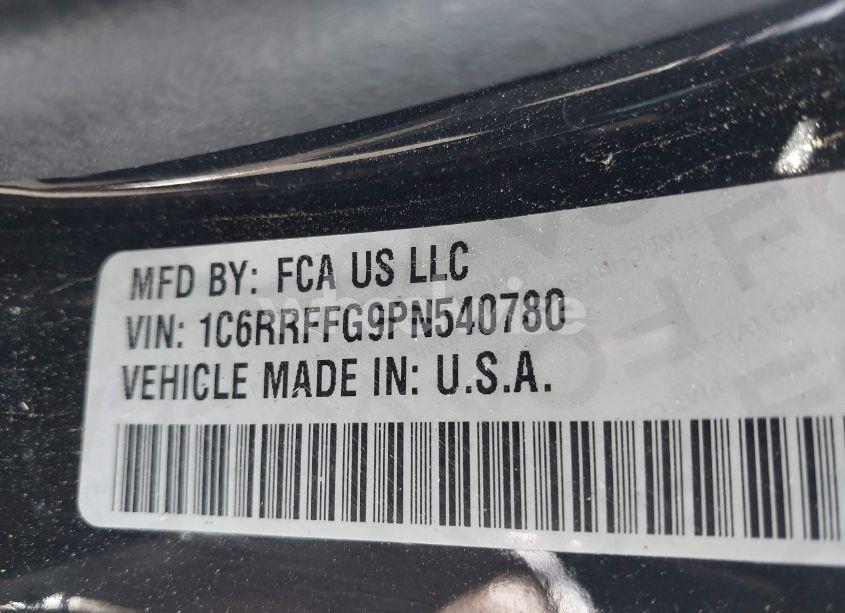 MFD BY: FCA US LLC
VIN: 1C6RRFFG9PN540780
VEHICLE MADE IN: U.S.A.